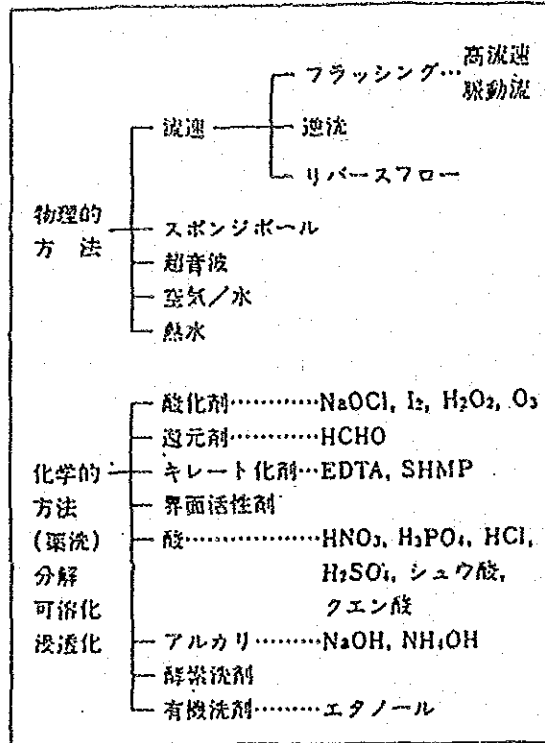 フラッシング…高流速
脈動流
流速
逆洗
リバースフロー
物理的
方 法
スポンジボール
超音波
空気／水
熱水
酸化剤…………NaOCl, I₂, H₂O₂, O₃
還元剤…………HCHO
化学的
キレート化剤…EDTA, SHMP
方法
界面活性剤
(薬洗)
酸………………HNO₃, H₃PO₄, HCl,
分解
H₂SO₄, シュウ酸,
可溶化
クエン酸
浸透化
アルカリ………NaOH, NH₄OH
酵素洗剤
有機洗剤………エタノール